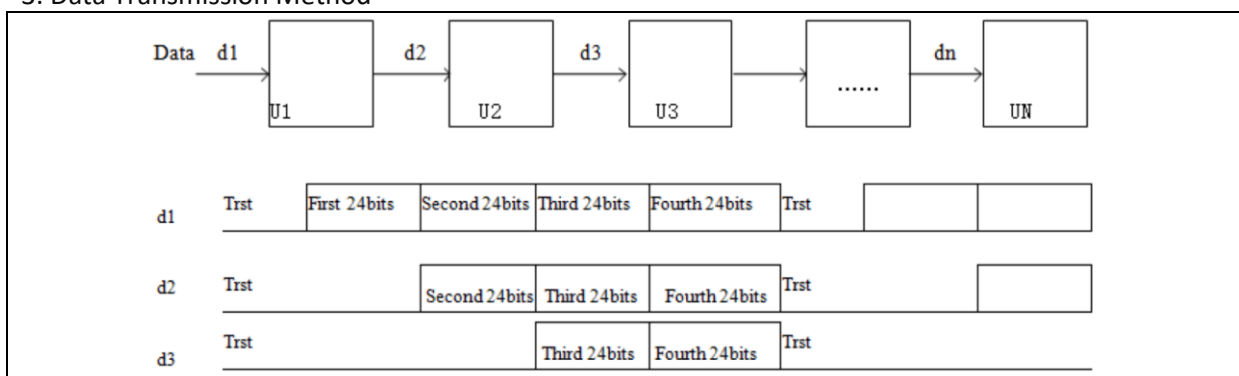 3. Data Transmission Method
Data d1 d2 d3 dn
U1 U2 U3 ...... UN
d1 Trst First 24bits Second 24bits Third 24bits Fourth 24bits Trst
d2 Trst Second 24bits Third 24bits Fourth 24bits Trst
d3 Trst Third 24bits Fourth 24bits Trst